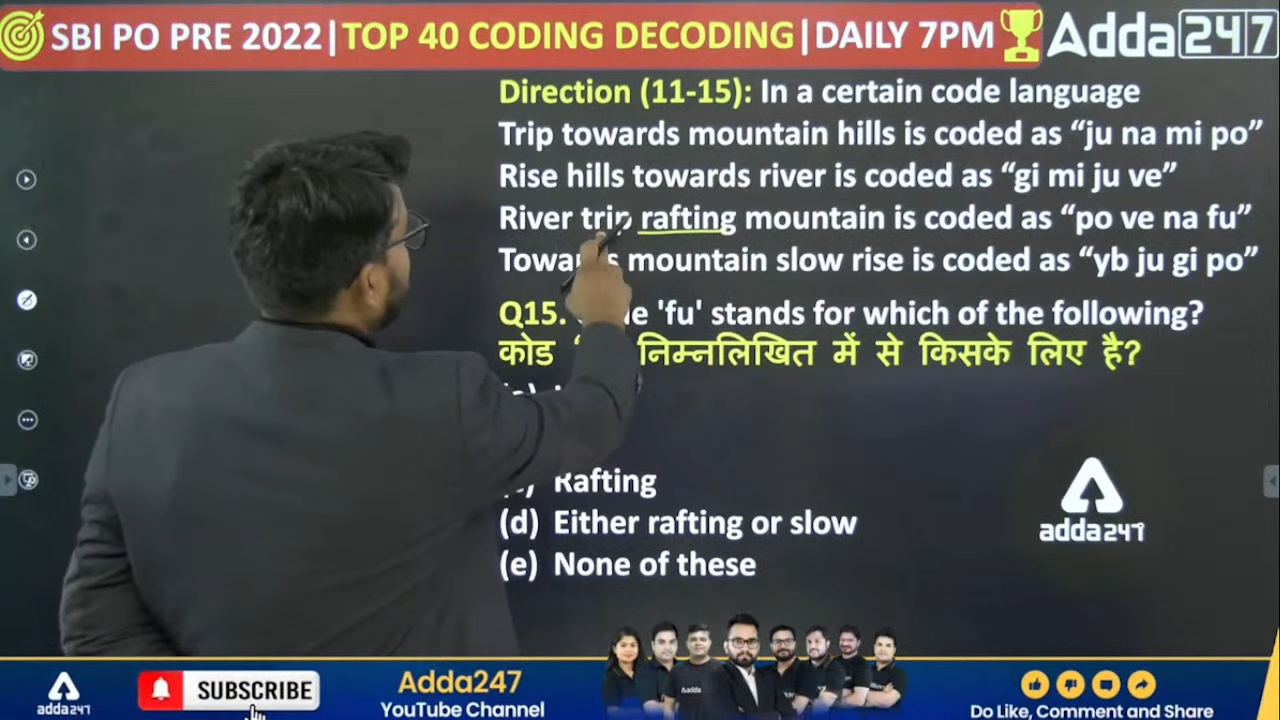 SBI PO PRE 2022|TOP 40 CODING DECODING|DAILY 7PM
Adda247
Direction (11-15): In a certain code language
Trip towards mountain hills is coded as “ju na mi po”
Rise hills towards river is coded as “gi mi ju ve”
River trip rafting mountain is coded as “po ve na fu”
mountain slow rise is coded as “yb ju gi po”
Q15. 'fu' stands for which of the following?
कोड निम्नलिखित में से किसके लिए है?
Rafting
(d) Either rafting or slow
(e) None of these
adda247
adda247
SUBSCRIBE
Adda247
YouTube Channel
Do Like, Comment and Share